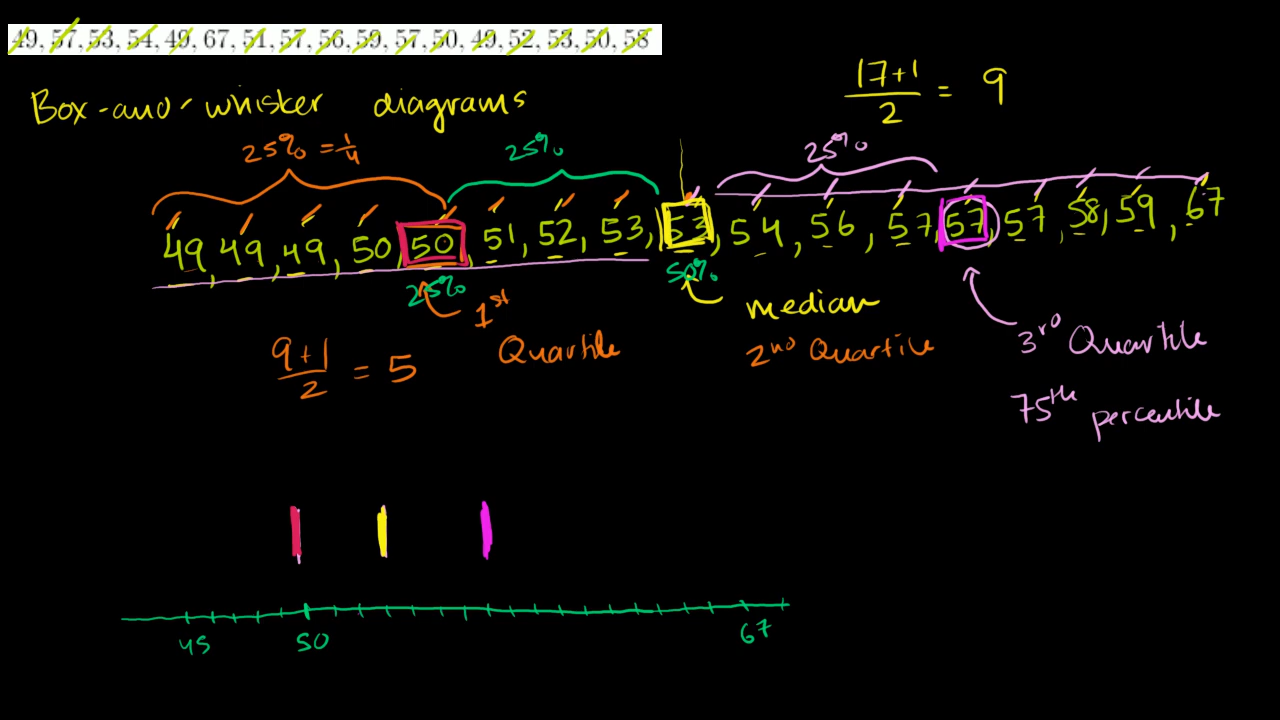 49, 57, 53, 54, 49, 67, 51, 57, 56, 59, 57, 50, 49, 52, 53, 50, 58
Box-and-whisker diagrams
17+1
2
= 9
25% = 1/4
25%
25%
49, 49, 49, 50, 50, 51, 52, 53, 53, 54, 56, 57, 57, 57, 58, 59, 67
25%
50%
1st
Quartile
median
2nd Quartile
3rd Quartile
75th percentile
9+1
2
= 5
45
50
67